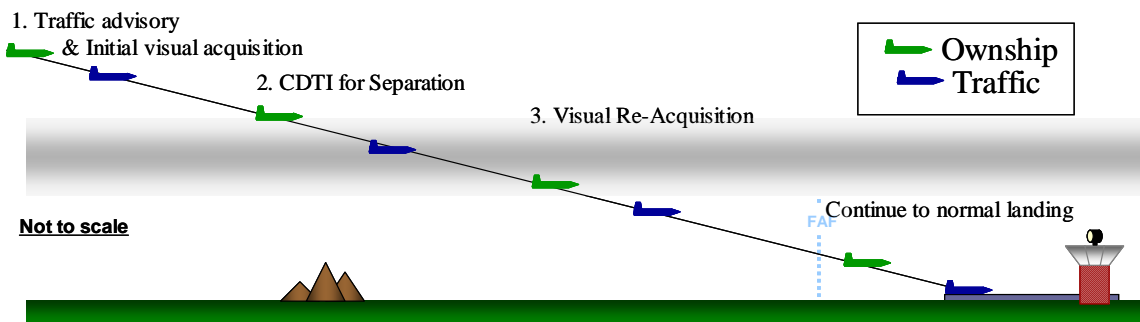 1. Traffic advisory
& Initial visual acquisition
2. CDTI for Separation
3. Visual Re-Acquisition
Ownship
Traffic
Not to scale
Continue to normal landing
FAF